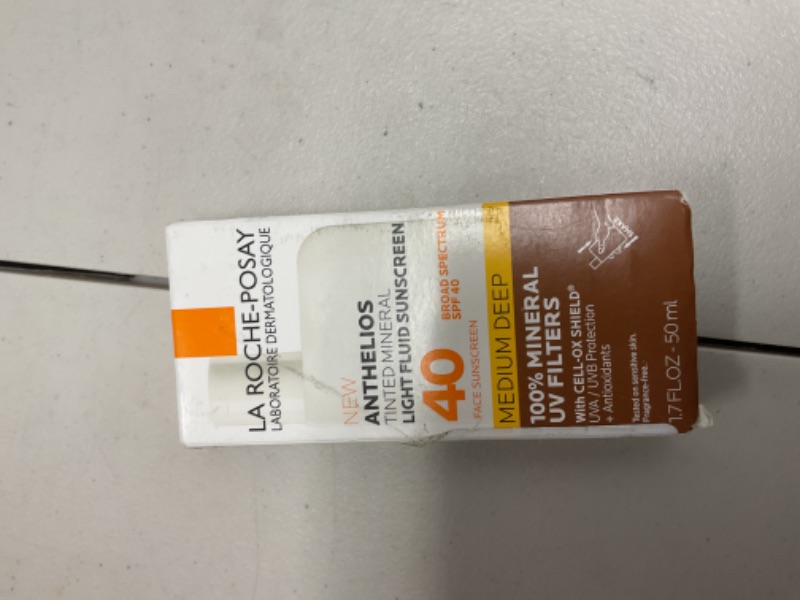 LA ROCHE-POSAY
LABORATOIRE DERMATOLOGIQUE
NEW
ANTHELIOS
TINTED MINERAL
LIGHT FLUID SUNSCREEN
40
BROAD SPECTRUM
SPF 40
FACE SUNSCREEN
MEDIUM DEEP
100% MINERAL
UV FILTERS
With CELL-OX SHIELD®
UVA / UVB Protection
+ Antioxidants
Tested on sensitive skin.
Fragrance-free.
1.7 FL OZ - 50 ml